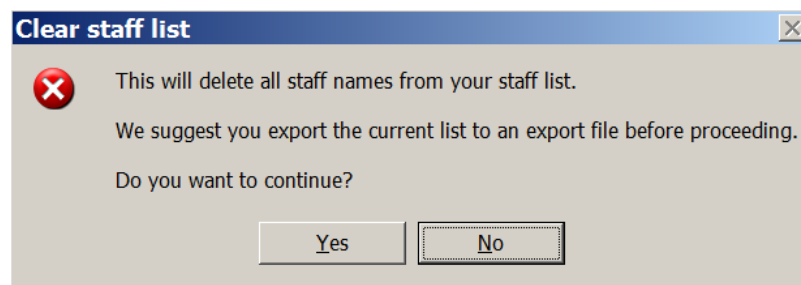 Clear staff list
This will delete all staff names from your staff list.
We suggest you export the current list to an export file before proceeding.
Do you want to continue?
Yes
No